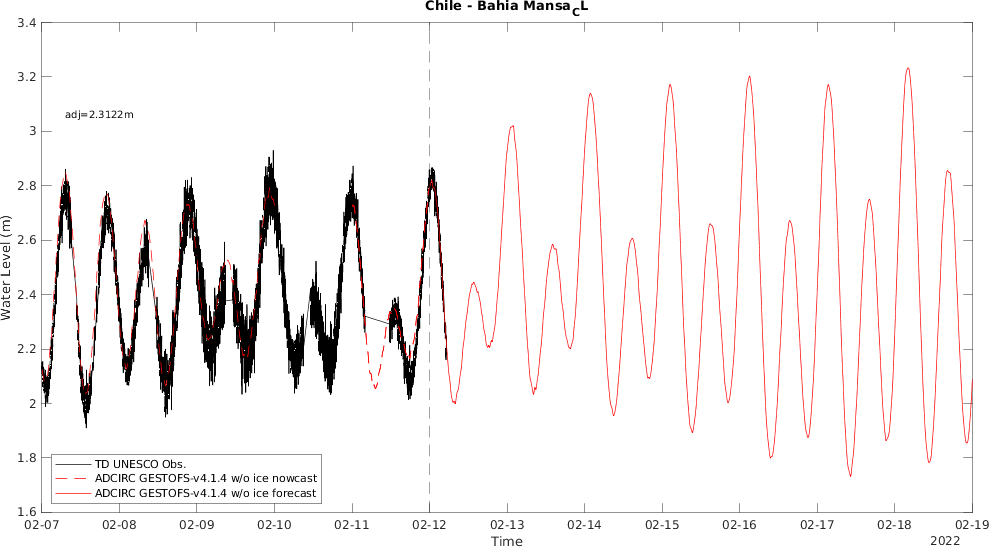 Chile - Bahia Mansa_CL
3.4
3.2
3
2.8
2.6
2.4
2.2
2
1.8
1.6
Water Level (m)
adj=2.3122m
TD UNESCO Obs.
ADCIRC GESTOFS-v4.1.4 w/o ice nowcast
ADCIRC GESTOFS-v4.1.4 w/o ice forecast
02-07 02-08 02-09 02-10 02-11 02-12 02-13 02-14 02-15 02-16 02-17 02-18 02-19
Time
2022